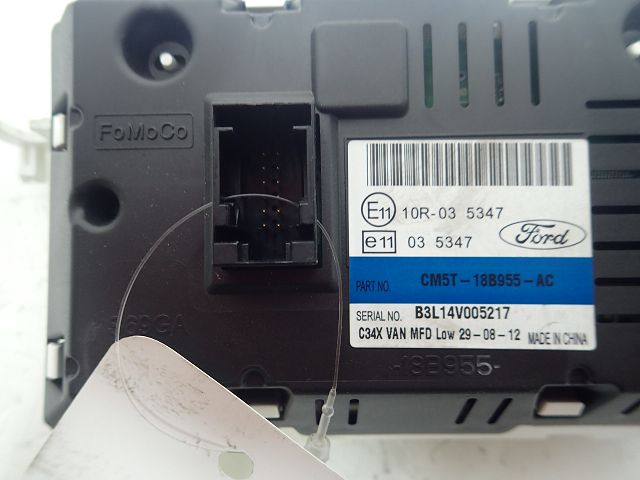 FoMoCo
E11 10R-03 5347
e11 03 5347
Ford
PART NO. CM5T-18B955-AC
SERIAL NO. B3L14V005217
C34X VAN MFD Low 29-08-12 MADE IN CHINA
-18B955-